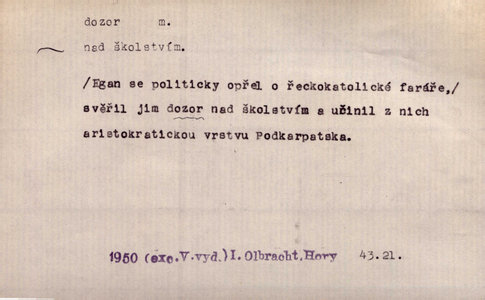 dozor m.
nad školstvím.
/Egan se politicky opřel o řeckokatolické faráře,/
svěřil jim dozor nad školstvím a učinil z nich
aristokratickou vrstvu Podkarpatska.
1950 (exc.V.vyd.) I. Olbracht, Hory 43.21.